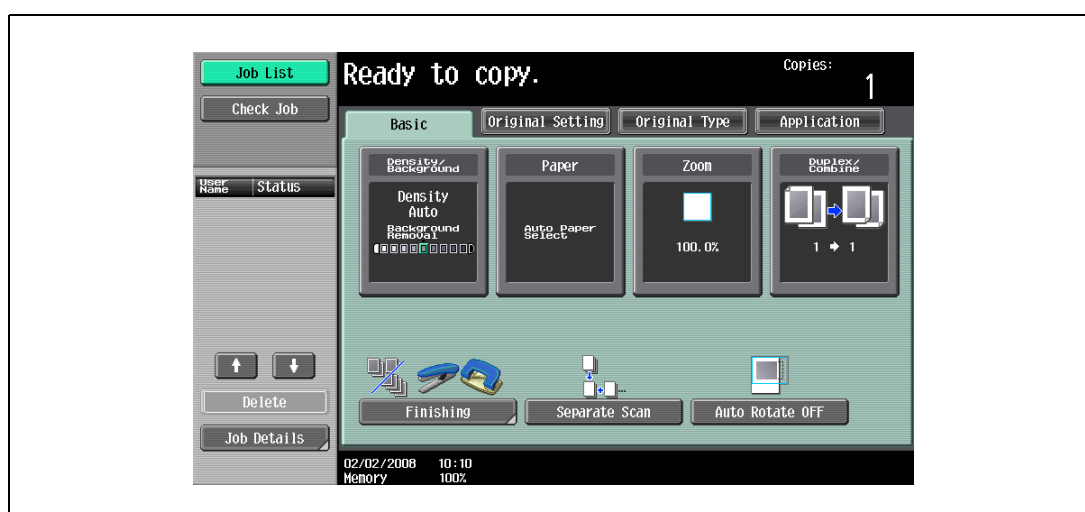 Job List
Check Job
User
Name
Status
Delete
Job Details
Ready to copy.
Copies:
1
Basic
Original Setting
Original Type
Application
Density/
Background
Density
Auto
Background
Removal
Paper
Auto Paper
Select
Zoom
100.0%
Duplex/
Combine
1 → 1
Finishing
Separate Scan
Auto Rotate OFF
02/02/2008 10:10
Memory 100%